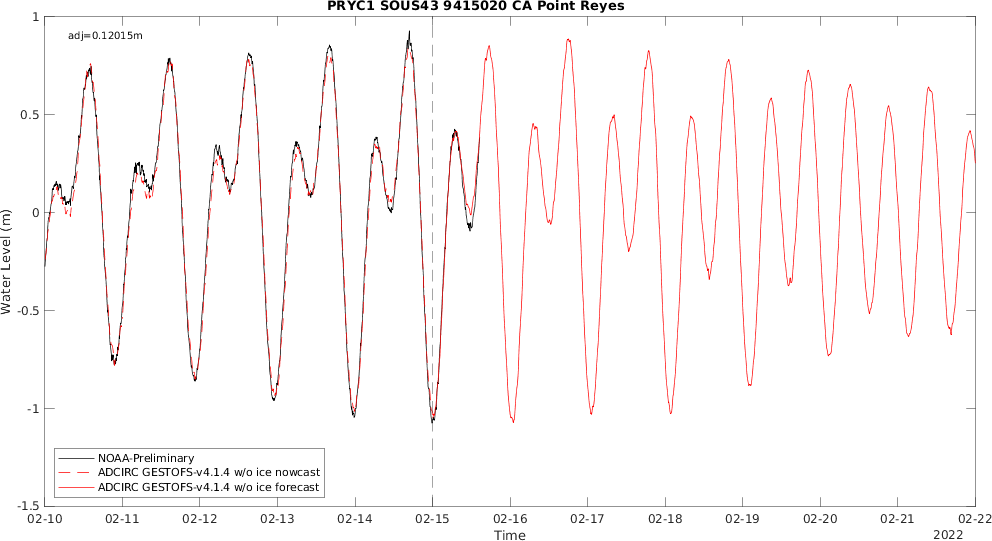 PRYC1 SOUS43 9415020 CA Point Reyes
adj=0.12015m
1
0.5
0
-0.5
-1
-1.5
Water Level (m)
NOAA-Preliminary
ADCIRC GESTOFS-v4.1.4 w/o ice nowcast
ADCIRC GESTOFS-v4.1.4 w/o ice forecast
02-10 02-11 02-12 02-13 02-14 02-15 02-16 02-17 02-18 02-19 02-20 02-21 02-22
Time
2022